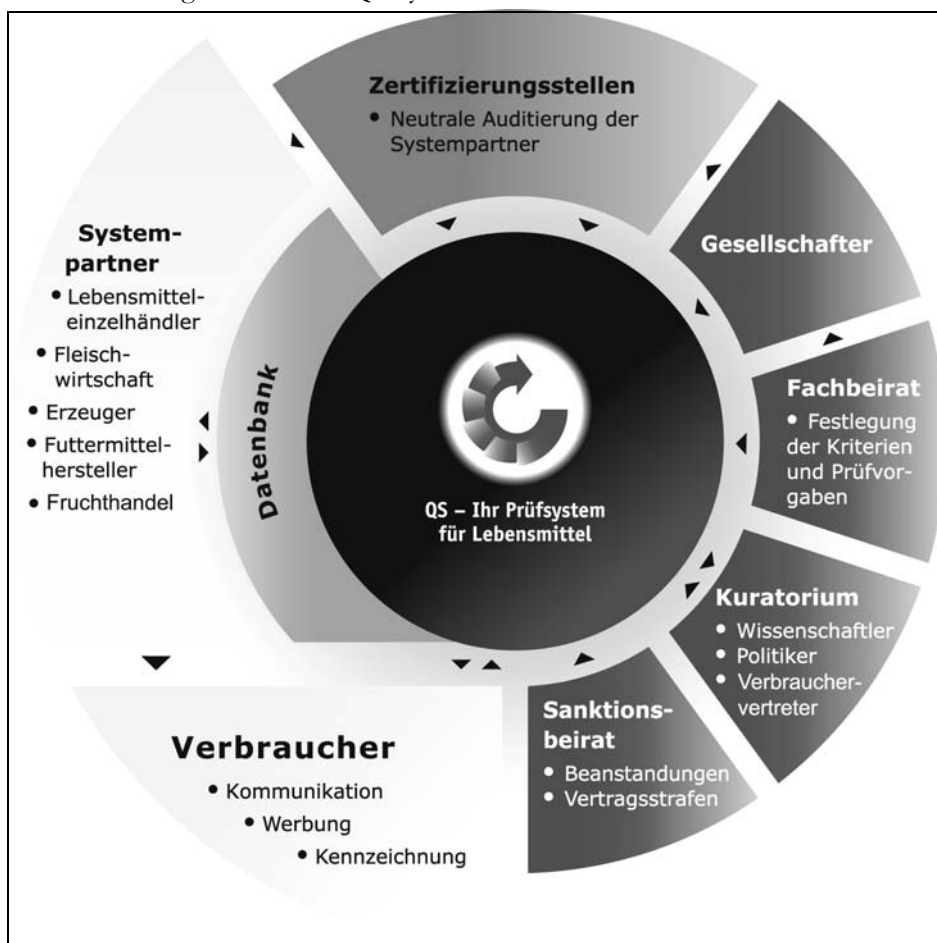 Zertifizierungsstellen
• Neutrale Auditierung der
Systempartner
Gesellschafter
Fachbeirat
• Festlegung
der Kriterien
und Prüfvor-
gaben
Kuratorium
• Wissenschaftler
• Politiker
• Verbraucher-
vertreter
Sanktions-
beirat
• Beanstandungen
• Vertragsstrafen
Verbraucher
• Kommunikation
• Werbung
• Kennzeichnung
System-
partner
• Lebensmittel-
einzelhändler
• Fleisch-
wirtschaft
• Erzeuger
• Futtermittel-
hersteller
• Fruchthandel
Datenbank
QS – Ihr Prüfsystem
für Lebensmittel